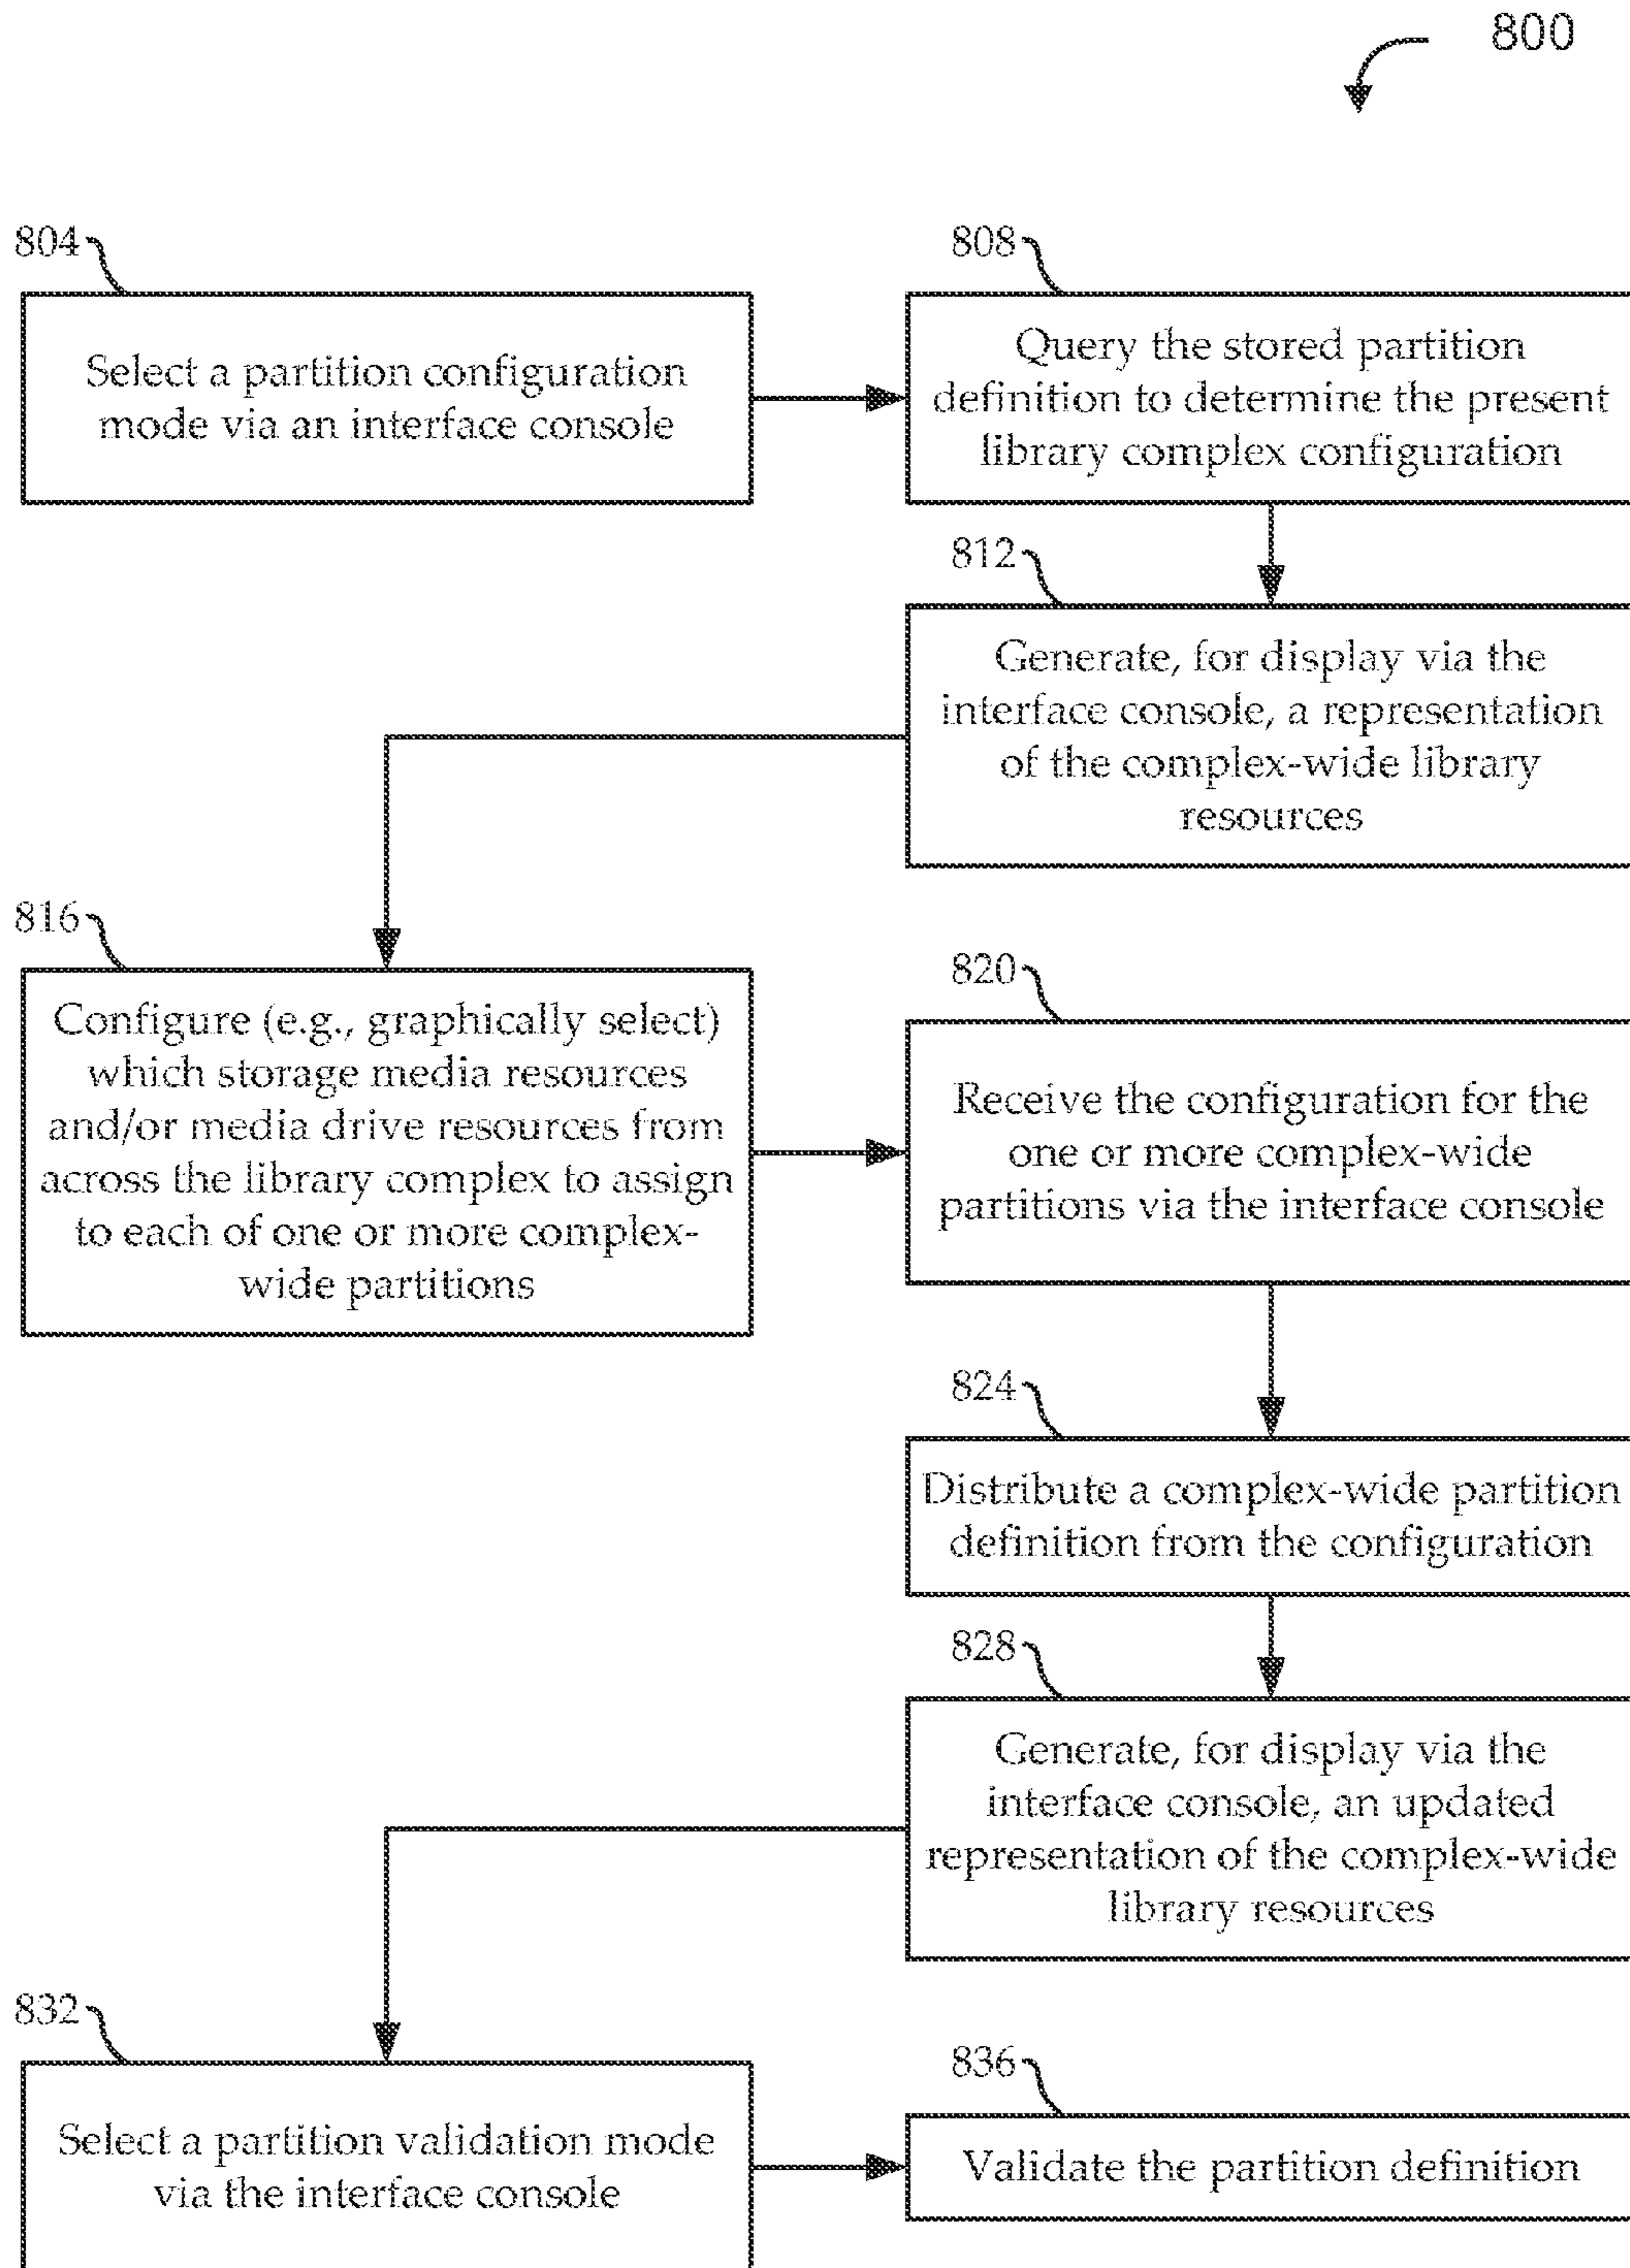 800
804
Select a partition configuration
mode via an interface console
808
Query the stored partition
definition to determine the present
library complex configuration
812
Generate, for display via the
interface console, a representation
of the complex-wide library
resources
816
Configure (e.g., graphically select)
which storage media resources
and/or media drive resources from
across the library complex to assign
to each of one or more complex-
wide partitions
820
Receive the configuration for the
one or more complex-wide
partitions via the interface console
824
Distribute a complex-wide partition
definition from the configuration
828
Generate, for display via the
interface console, an updated
representation of the complex-wide
library resources
832
Select a partition validation mode
via the interface console
836
Validate the partition definition